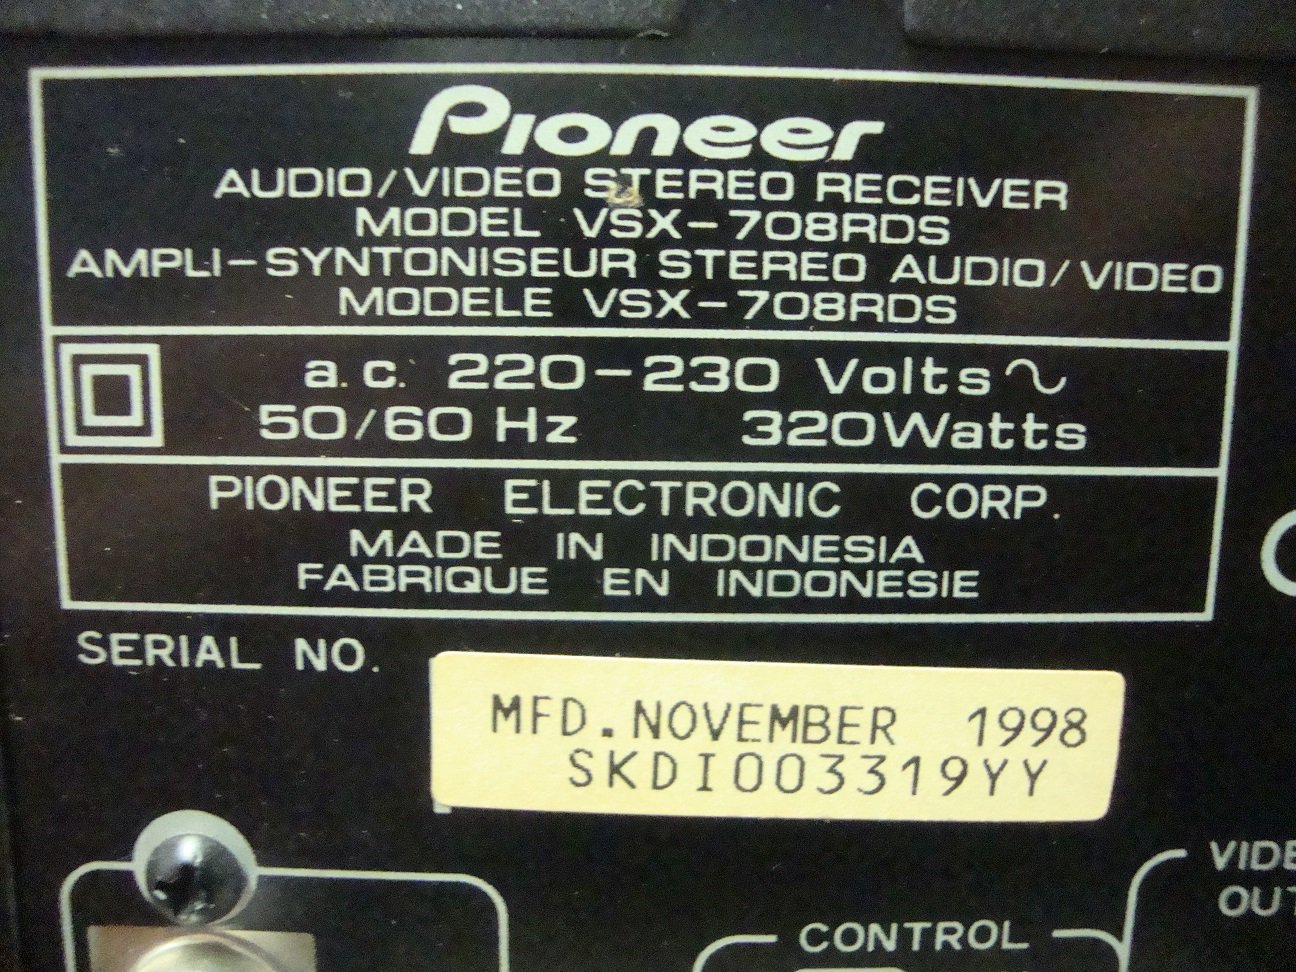 Pioneer
AUDIO/VIDEO STEREO RECEIVER
MODEL VSX-708RDS
AMPLI-SYNTONISEUR STEREO AUDIO/VIDEO
MODELE VSX-708RDS
a.c. 220-230 Volts~
50/60 Hz 320Watts
PIONEER ELECTRONIC CORP.
MADE IN INDONESIA
FABRIQUE EN INDONESIE
SERIAL NO.
MFD.NOVEMBER 1998
SKDI003319YY
CONTROL